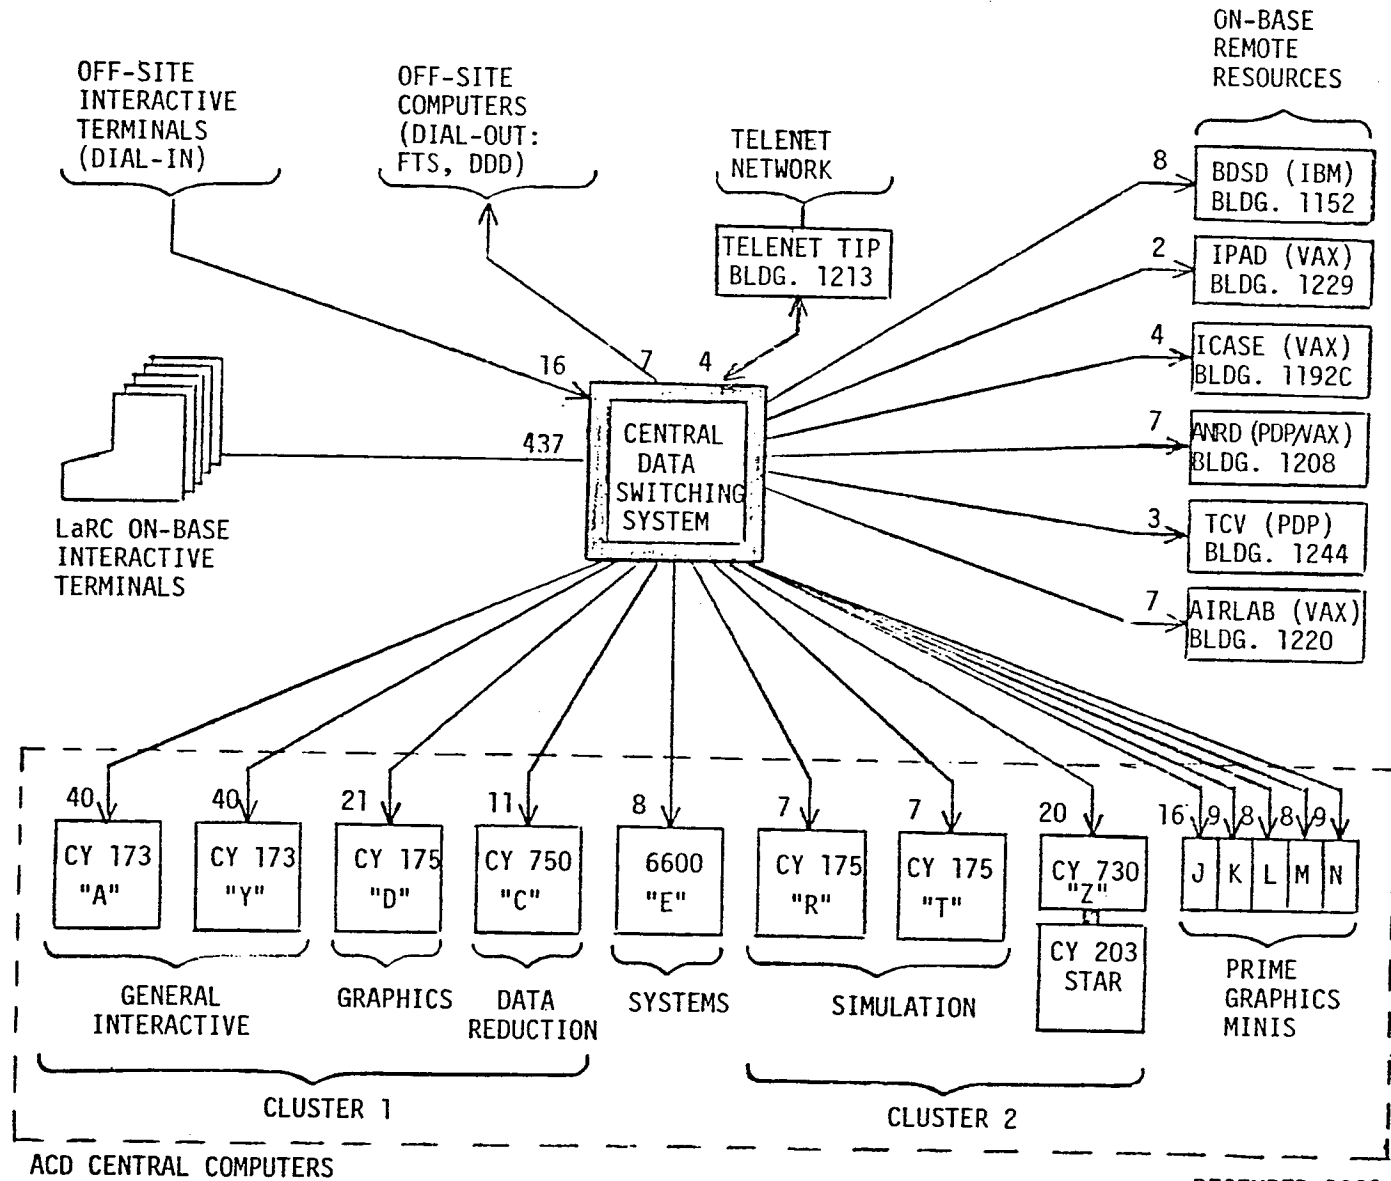 ON-BASE
REMOTE
RESOURCES
OFF-SITE
INTERACTIVE
TERMINALS
(DIAL-IN)
OFF-SITE
COMPUTERS
(DIAL-OUT:
FTS, DDD)
TELENET
NETWORK
TELENET TIP
BLDG. 1213
8
BDSD (IBM)
BLDG. 1152
2
IPAD (VAX)
BLDG. 1229
4
ICASE (VAX)
BLDG. 1192C
7
ANRD (PDP/VAX)
BLDG. 1208
3
TCV (PDP)
BLDG. 1244
7
AIRLAB (VAX)
BLDG. 1220
16
7
4
437
CENTRAL
DATA
SWITCHING
SYSTEM
LaRC ON-BASE
INTERACTIVE
TERMINALS
40
40
21
11
8
7
7
20
16
9
8
8
9
CY 173
"A"
CY 173
"Y"
CY 175
"D"
CY 750
"C"
6600
"E"
CY 175
"R"
CY 175
"T"
CY 730
"Z"
CY 203
STAR
J K L M N
GENERAL
INTERACTIVE
GRAPHICS
DATA
REDUCTION
SYSTEMS
SIMULATION
PRIME
GRAPHICS
MINIS
CLUSTER 1
CLUSTER 2
ACD CENTRAL COMPUTERS